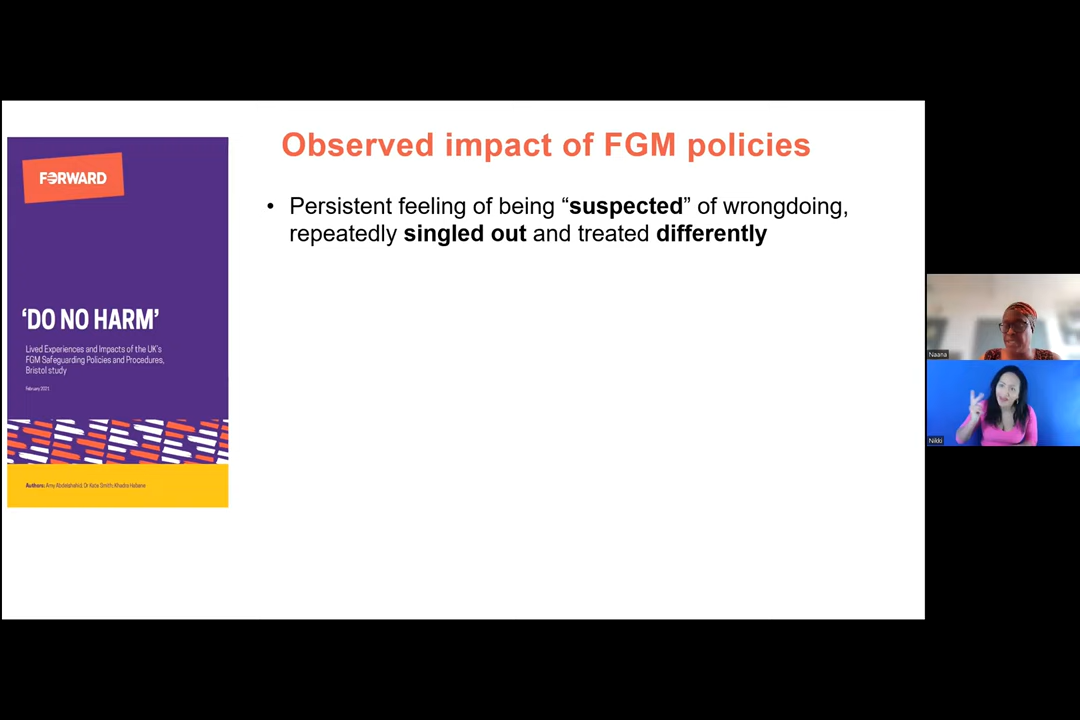 FORWARD
'DO NO HARM'
Lived Experiences and Impacts of the UK's
FGM Safeguarding Policies and Procedures,
Bristol study
February 2021
Authors: Amy Abdelshahid, Dr Kate Smith, Khadra Habane
Observed impact of FGM policies
• Persistent feeling of being “suspected” of wrongdoing,
repeatedly singled out and treated differently
Naana
Nikki